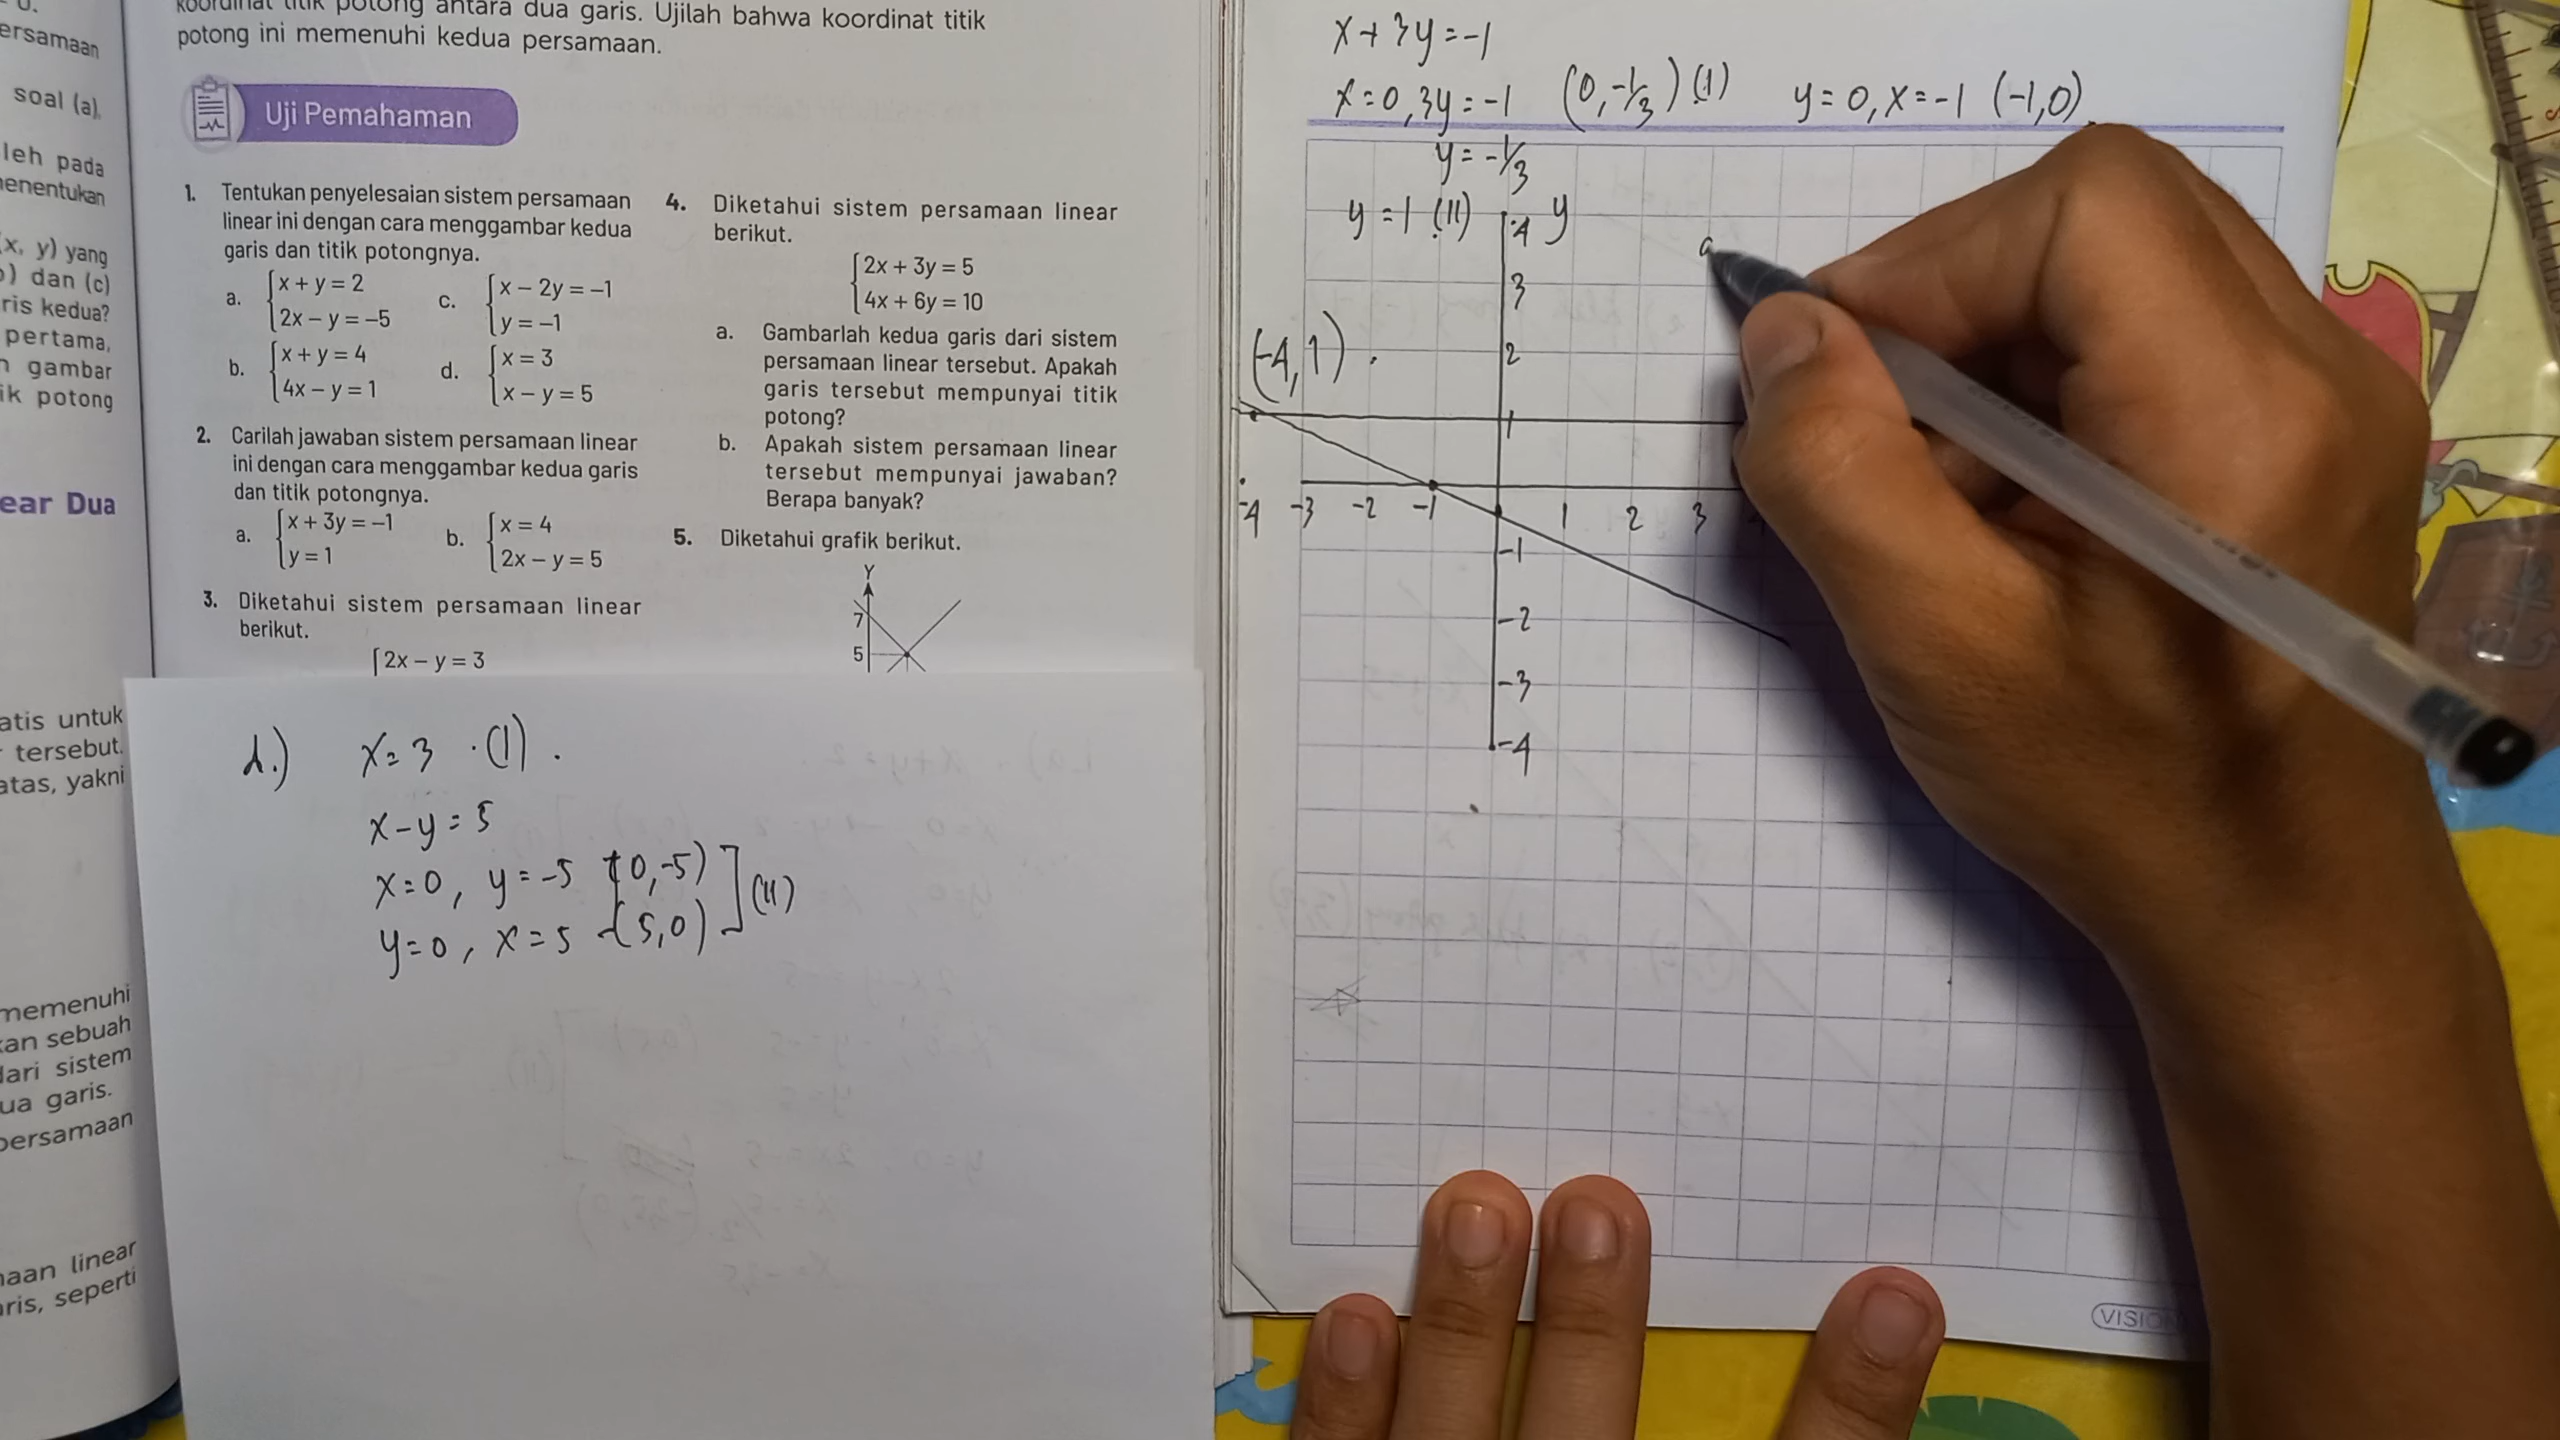 ersamaan
soal (a),
leh pada
menentukan
(x, y) yang
) dan (c)
ris kedua?
pertama,
gambar
ik potong
ear Dua
atis untuk
tersebut.
atas, yakni
memenuhi
kan sebuah
dari sistem
ua garis.
persamaan
naan linear
aris, seperti
koordinat titik potong antara dua garis. Ujilah bahwa koordinat titik
potong ini memenuhi kedua persamaan.
Uji Pemahaman
1. Tentukan penyelesaian sistem persamaan
linear ini dengan cara menggambar kedua
garis dan titik potongnya.
a. x + y = 2
2x – y = –5
b. x + y = 4
4x – y = 1
c. x – 2y = –1
y = –1
d. x = 3
x – y = 5
2. Carilah jawaban sistem persamaan linear
ini dengan cara menggambar kedua garis
dan titik potongnya.
a. x + 3y = –1
y = 1
b. x = 4
2x – y = 5
3. Diketahui sistem persamaan linear
berikut.
2x – y = 3
4. Diketahui sistem persamaan linear
berikut.
2x + 3y = 5
4x + 6y = 10
a. Gambarlah kedua garis dari sistem
persamaan linear tersebut. Apakah
garis tersebut mempunyai titik
potong?
b. Apakah sistem persamaan linear
tersebut mempunyai jawaban?
Berapa banyak?
5. Diketahui grafik berikut.
Y
7
5
d.) x = 3 . (I) .
x - y = 5
x = 0 , y = -5 (0,-5)
(II)
y = 0 , x = 5 (5,0)
x + 3y = -1
x = 0, 3y = -1 (0,-1/3) (I) y = 0, x = -1 (-1,0)
y = -1/3
y = 1 (II) 4 y
3
(-4,1) . 2
1
-4 -3 -2 -1 1 2 3
-1
-2
-3
-4
VISIO